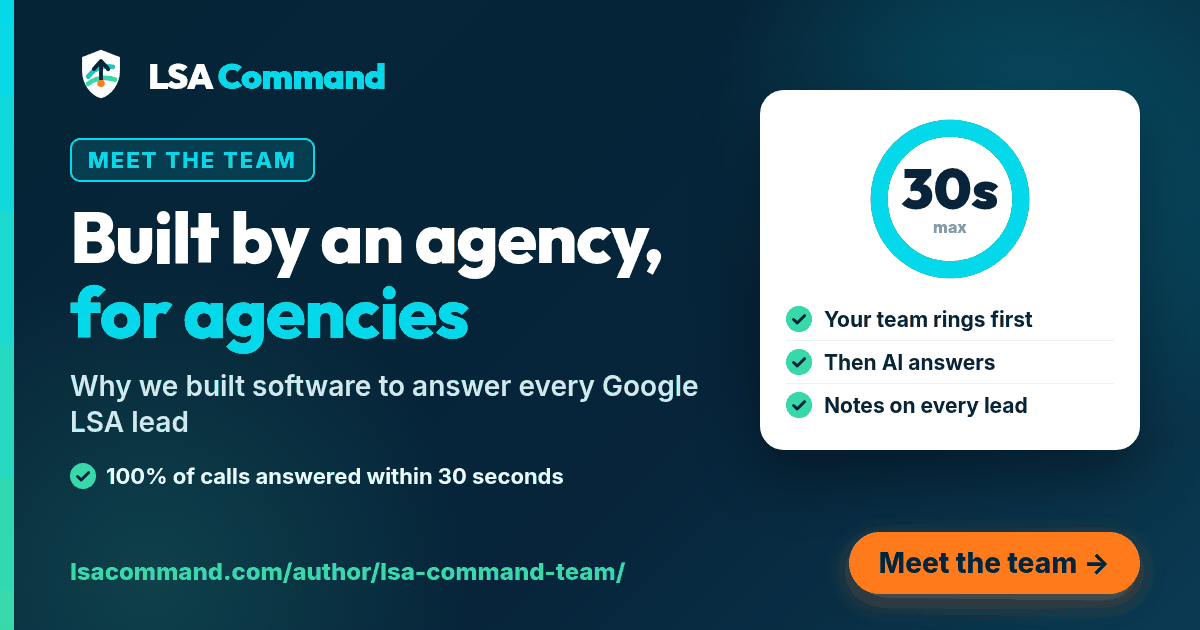 LSA Command
MEET THE TEAM
Built by an agency,
for agencies
Why we built software to answer every Google
LSA lead
100% of calls answered within 30 seconds
lsacommand.com/author/lsa-command-team/
30s
max
Your team rings first
Then AI answers
Notes on every lead
Meet the team →